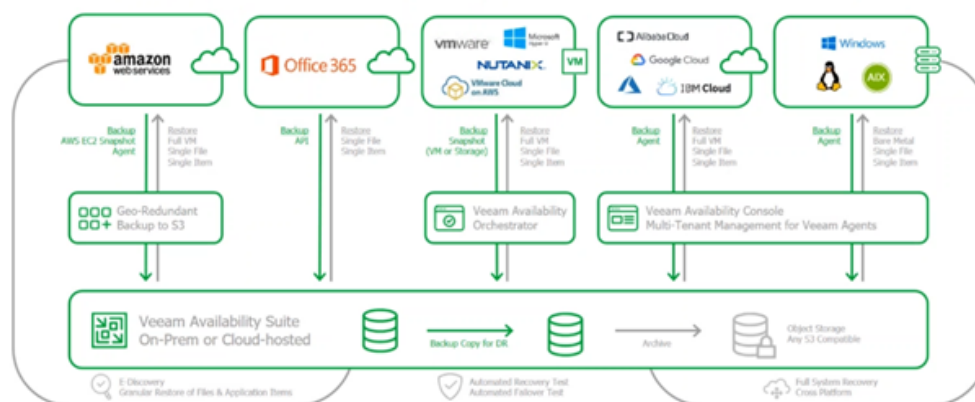 amazon
web services
Office 365
vmware
Microsoft
Hyper-V
NUTANIX
VMware Cloud
on AWS
VM
Alibaba Cloud
Google Cloud
IBM Cloud
Windows
AIX
Backup
AWS EC2 Snapshot
Agent
Restore
Full VM
Single File
Single Item
Backup
API
Restore
Single File
Single Item
Backup
Snapshot
(VM or Storage)
Restore
Full VM
Single File
Single Item
Backup
Agent
Restore
Full VM
Single File
Single Item
Backup
Agent
Restore
Bare Metal
Single File
Single Item
Geo-Redundant
Backup to S3
Veeam Availability
Orchestrator
Veeam Availability Console
Multi-Tenant Management for Veeam Agents
Veeam Availability Suite
On-Prem or Cloud-hosted
Backup Copy for DR
Archive
Object Storage
Any S3 Compatible
E-Discovery
Granular Restore of Files & Application Items
Automated Recovery Test
Automated Failover Test
Full System Recovery
Cross Platform